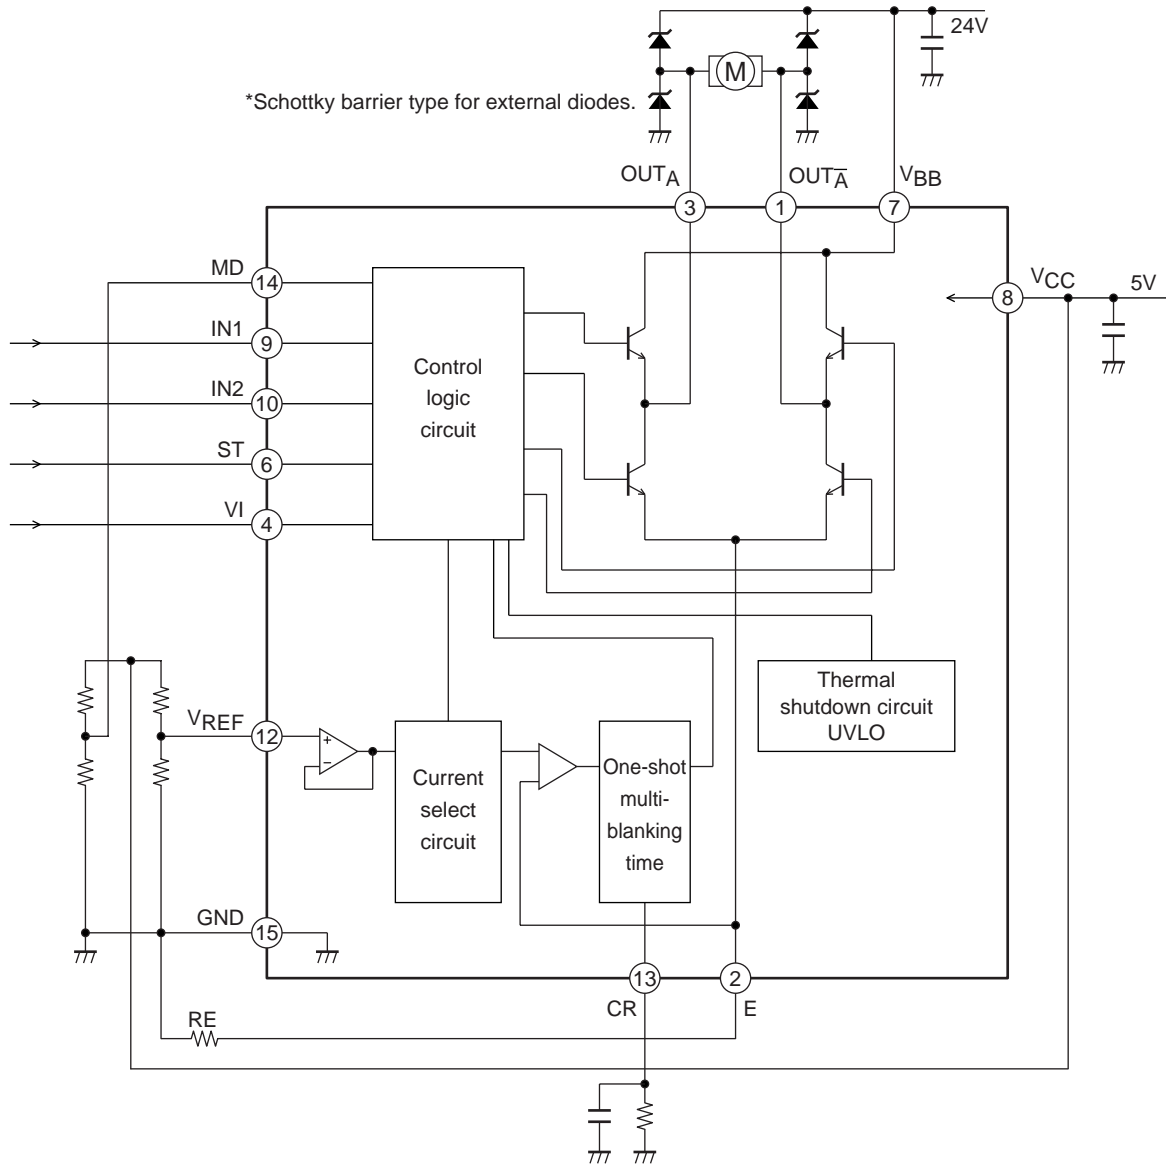 24V
M
*Schottky barrier type for external diodes.
OUTA
OUTA̅
VBB
3
1
7
MD
14
VCC
5V
8
IN1
9
IN2
10
ST
6
VI
4
Control
logic
circuit
Thermal
shutdown circuit
UVLO
VREF
12
+
−
Current
select
circuit
One-shot
multi-
blanking
time
GND
15
13
2
CR
E
RE